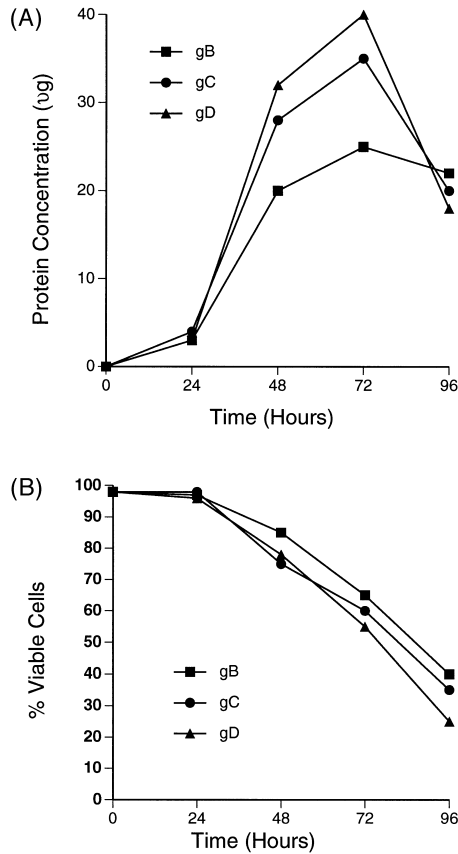 (A)
40
30
20
10
0
Protein Concentration (υg)
gB
gC
gD
0 24 48 72 96
Time (Hours)
(B)
100
90
80
70
60
50
40
30
20
10
0
% Viable Cells
gB
gC
gD
0 24 48 72 96
Time (Hours)